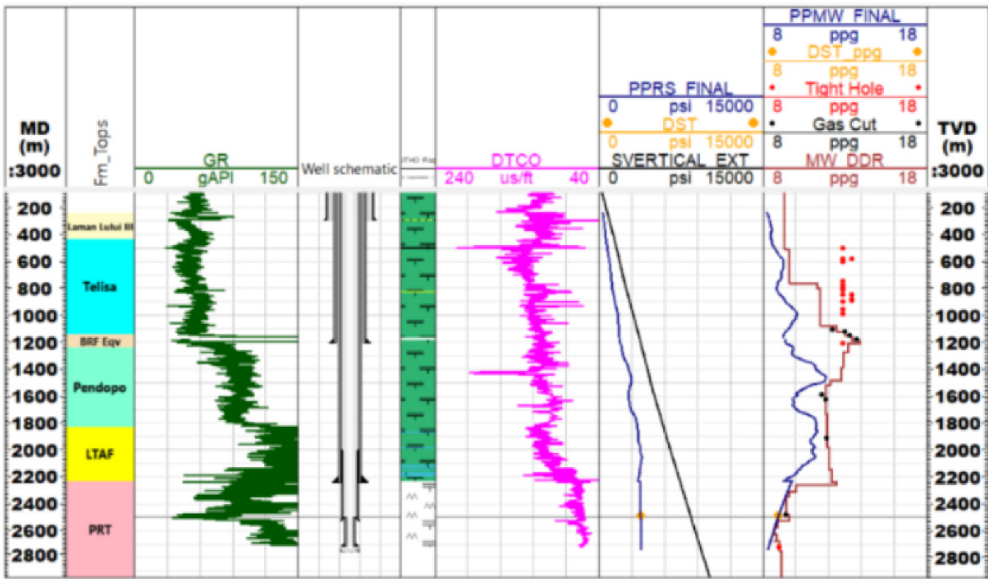 PPMW_FINAL
8 ppg 18
DST_ppg
8 ppg 18
Tight Hole
8 ppg 18
Gas Cut
8 ppg 18
MW_DDR
8 ppg 18
PPRS_FINAL
0 psi 15000
DST
0 psi 15000
SVERTICAL_EXT
0 psi 15000
MD
(m)
:3000
Fm_Tops
GR
0 gAPI 150
Well schematic
DTCO
240 us/ft 40
TVD
(m)
:3000
200
400
600
800
1000
1200
1400
1600
1800
2000
2200
2400
2600
2800
Laman Lului III
Telisa
BRF Eqv
Pendopo
LTAF
PRT
200
400
600
800
1000
1200
1400
1600
1800
2000
2200
2400
2600
2800